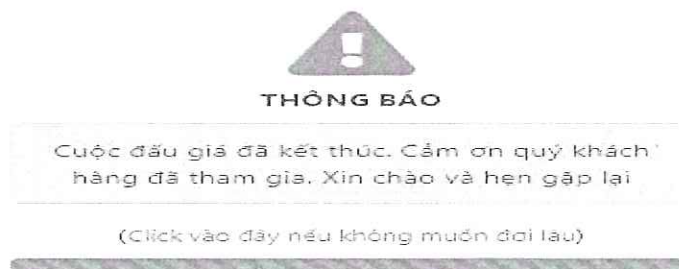 THÔNG BÁO
Cuộc đấu giá đã kết thúc. Cảm ơn quý khách
hàng đã tham gia. Xin chào và hẹn gặp lại
(Click vào đây nếu không muốn đợi lâu)